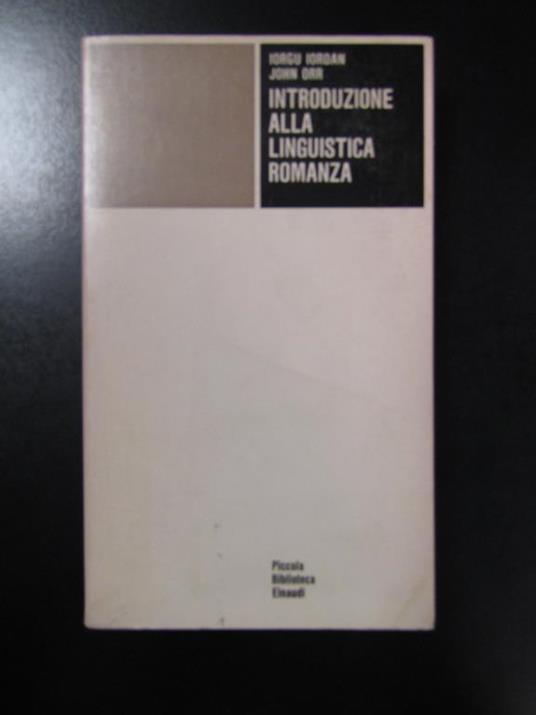 IORGU IORDAN
JOHN ORR
INTRODUZIONE
ALLA
LINGUISTICA
ROMANZA
Piccola
Biblioteca
Einaudi